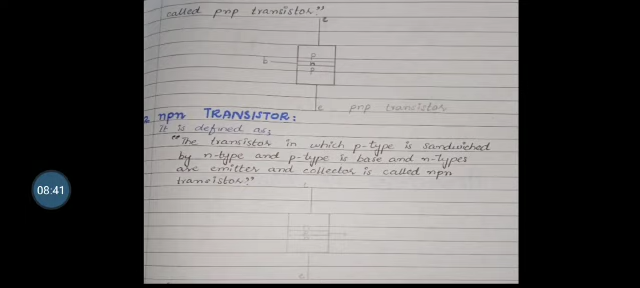 called pnp transistor."
c
p
b
n
p
e pnp transistor
2 npn TRANSISTOR:
It is defined as;
"The transistor in which p-type is sandwiched
by n-type and p-type is base and n-types
are emitter and collector is called npn
transistor."
08:41